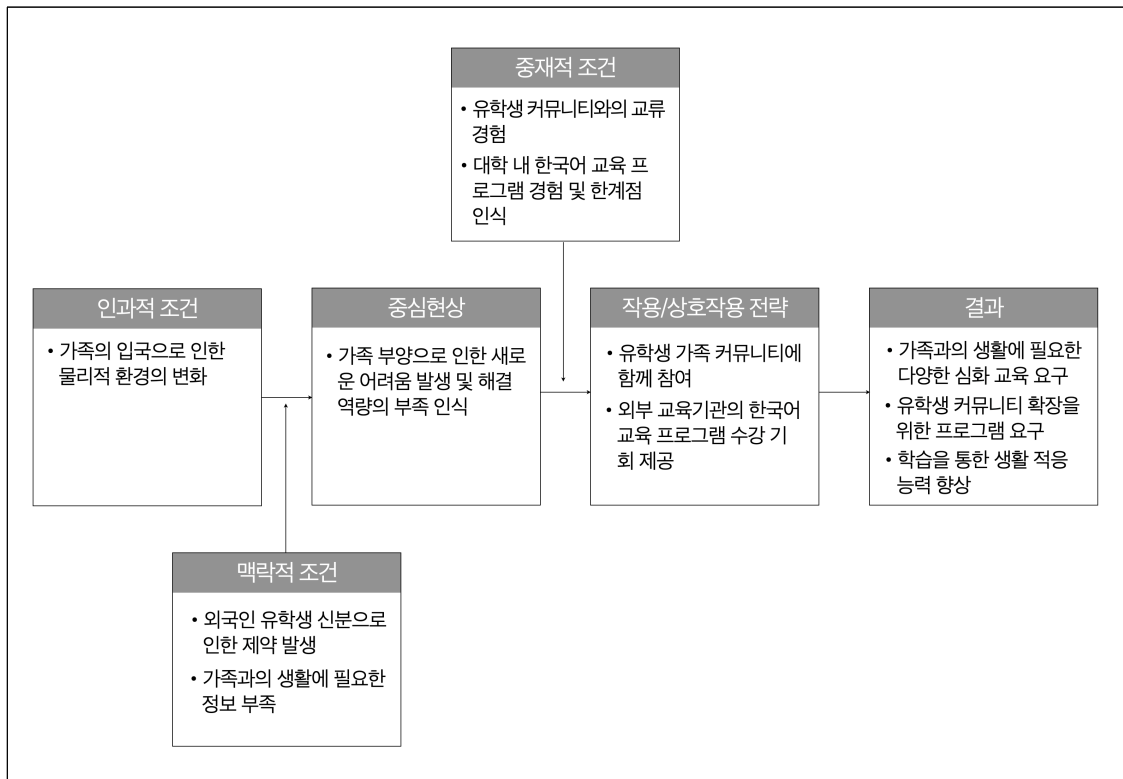 중재적 조건
• 유학생 커뮤니티와의 교류
경험
• 대학 내 한국어 교육 프
로그램 경험 및 한계점
인식
인과적 조건
• 가족의 입국으로 인한
물리적 환경의 변화
중심현상
• 가족 부양으로 인한 새로
운 어려움 발생 및 해결
역량의 부족 인식
작용/상호작용 전략
• 유학생 가족 커뮤니티에
함께 참여
• 외부 교육기관의 한국어
교육 프로그램 수강 기
회 제공
결과
• 가족과의 생활에 필요한
다양한 심화 교육 요구
• 유학생 커뮤니티 확장을
위한 프로그램 요구
• 학습을 통한 생활 적응
능력 향상
맥락적 조건
• 외국인 유학생 신분으로
인한 제약 발생
• 가족과의 생활에 필요한
정보 부족